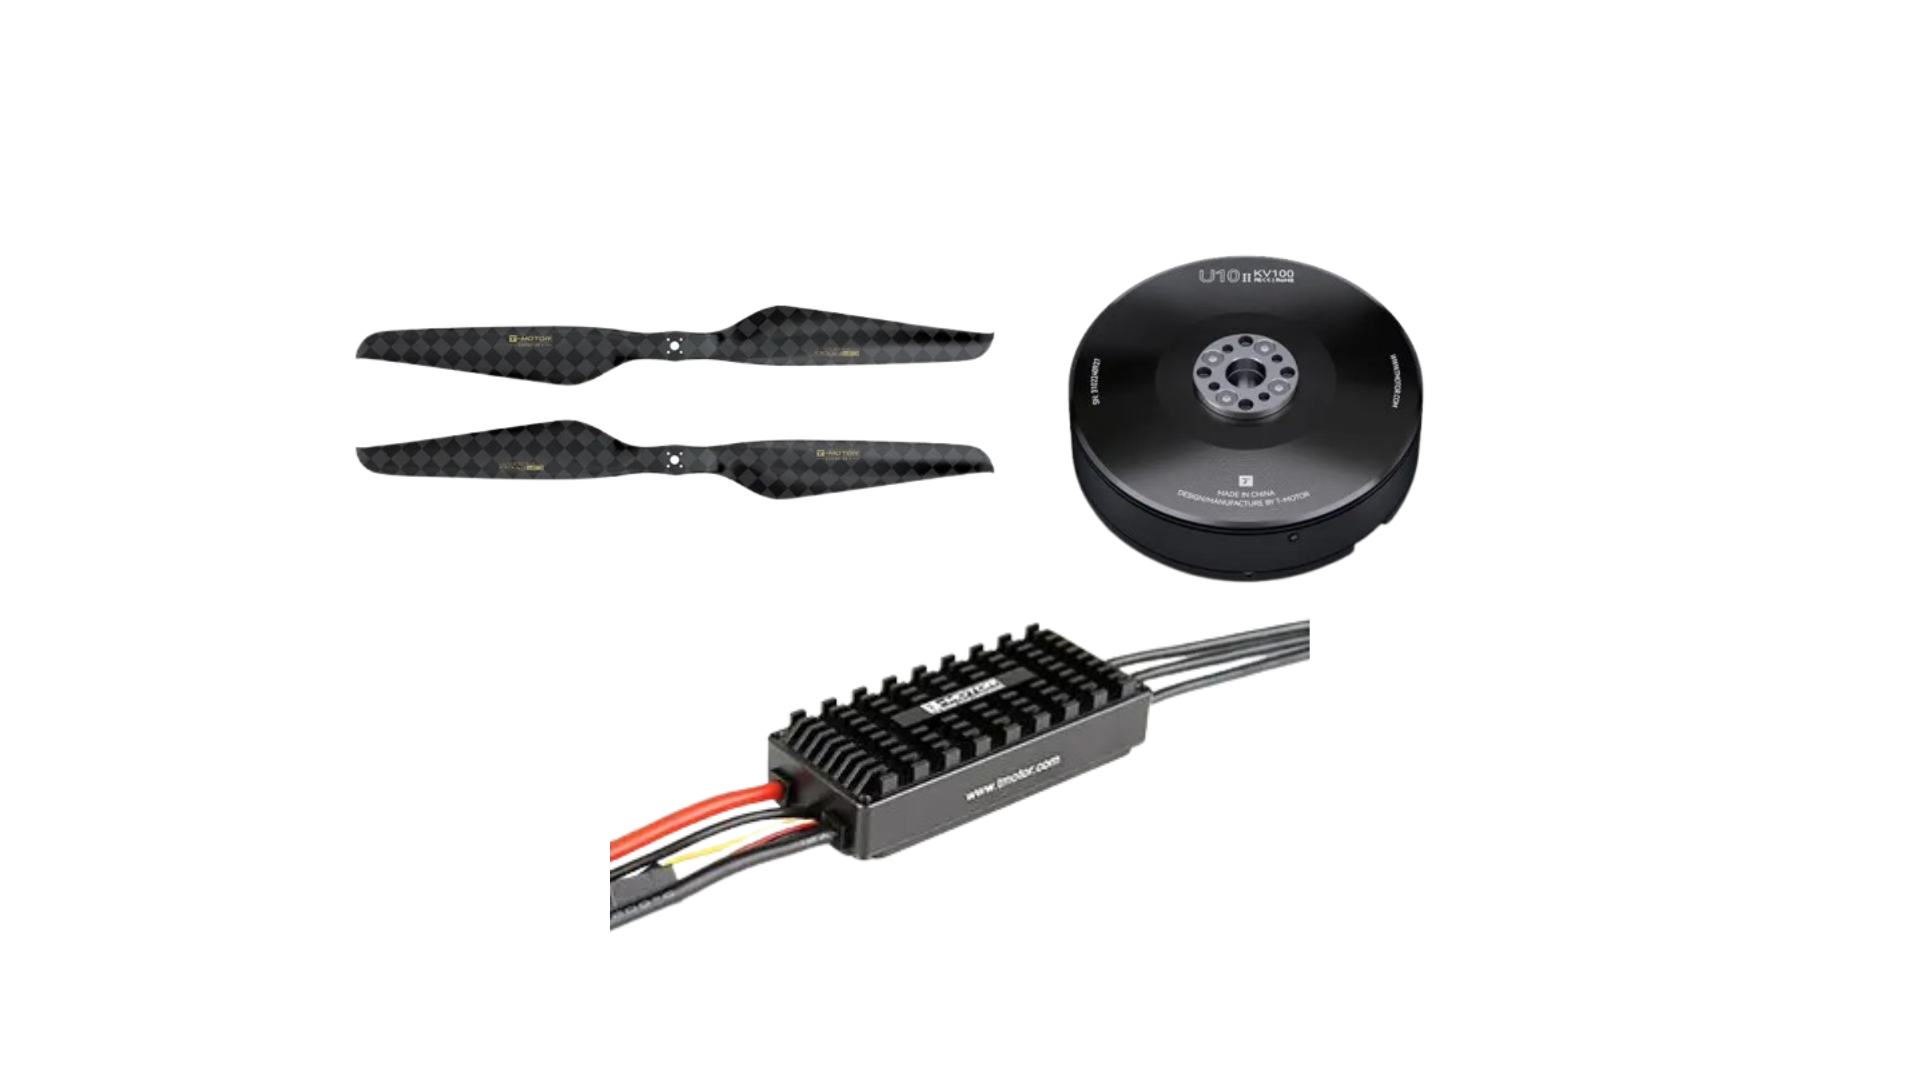 T-MOTOR
T-MOTOR
U10 II KV100
SN: 3102240927
WWW.TMOTOR.COM
T
MADE IN CHINA
DESIGN/MANUFACTURE BY T-MOTOR
T-MOTOR
www.tmotor.com